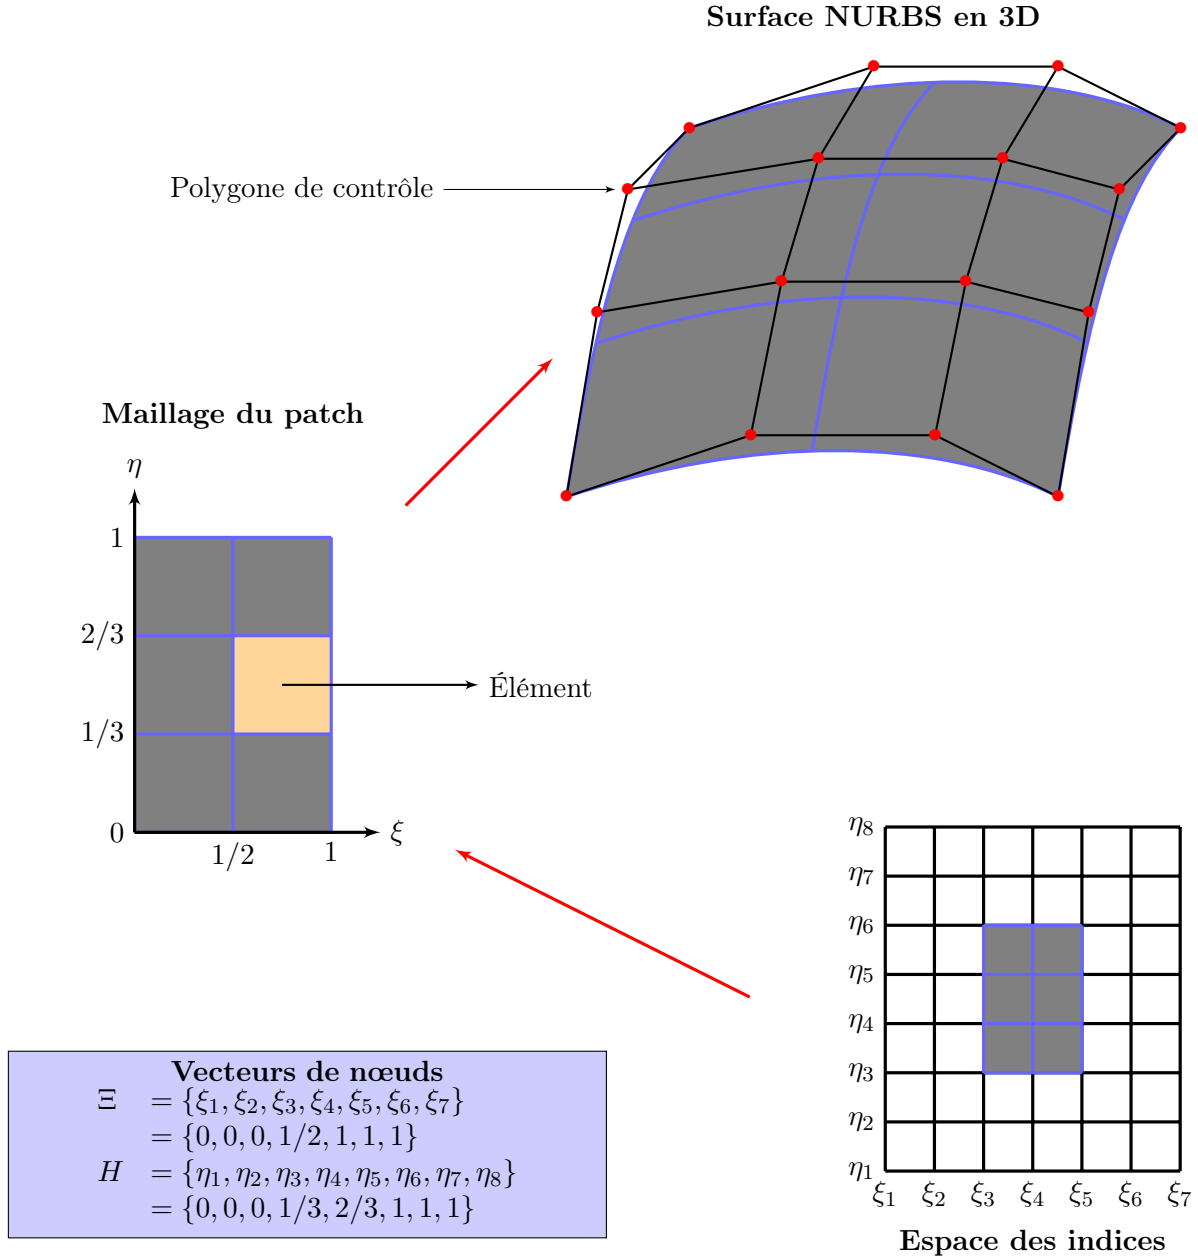 Surface NURBS en 3D
Polygone de contrôle
Maillage du patch
η
1
2/3
1/3
0
1/2
1
ξ
Élément
η8
η7
η6
η5
η4
η3
η2
η1
ξ1 ξ2 ξ3 ξ4 ξ5 ξ6 ξ7
Espace des indices
Vecteurs de nœuds
Ξ = {ξ1, ξ2, ξ3, ξ4, ξ5, ξ6, ξ7}
= {0, 0, 0, 1/2, 1, 1, 1}
H = {η1, η2, η3, η4, η5, η6, η7, η8}
= {0, 0, 0, 1/3, 2/3, 1, 1, 1}